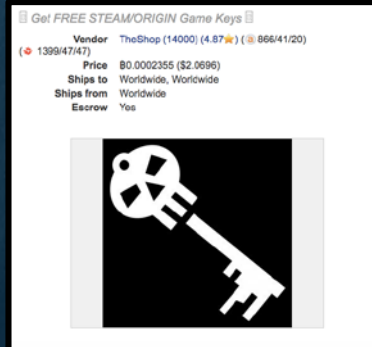 Get FREE STEAM/ORIGIN Game Keys
Vendor TheShop (14000) (4.87★) (866/41/20)
(1399/47/47)
Price B0.0002355 ($2.0696)
Ships to Worldwide, Worldwide
Ships from Worldwide
Escrow Yes